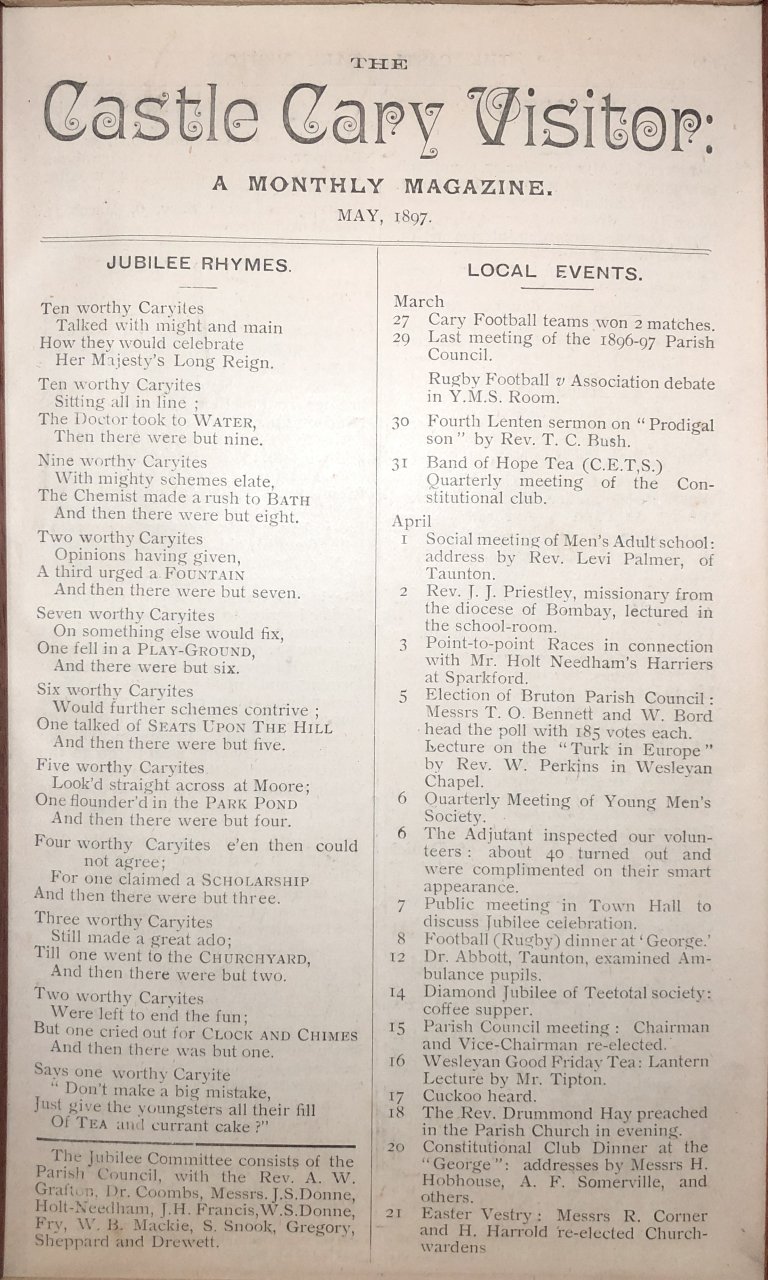 THE
Castle Cary Visitor:
A MONTHLY MAGAZINE.
MAY, 1897.
JUBILEE RHYMES.
Ten worthy Caryites
Talked with might and main
How they would celebrate
Her Majesty's Long Reign.
Ten worthy Caryites
Sitting all in line ;
The Doctor took to WATER,
Then there were but nine.
Nine worthy Caryites
With mighty schemes elate,
The Chemist made a rush to BATH
And then there were but eight.
Two worthy Caryites
Opinions having given,
A third urged a FOUNTAIN
And then there were but seven.
Seven worthy Caryites
On something else would fix,
One fell in a PLAY-GROUND,
And there were but six.
Six worthy Caryites
Would further schemes contrive ;
One talked of SEATS UPON THE HILL
And then there were but five.
Five worthy Caryites
Look'd straight across at Moore;
One flounder'd in the PARK POND
And then there were but four.
Four worthy Caryites e'en then could
not agree;
For one claimed a SCHOLARSHIP
And then there were but three.
Three worthy Caryites
Still made a great ado;
Till one went to the CHURCHYARD,
And then there were but two.
Two worthy Caryites
Were left to end the fun;
But one cried out for CLOCK AND CHIMES
And then there was but one.
Says one worthy Caryite
" Don't make a big mistake,
Just give the youngsters all their fill
Of TEA and currant cake ?"
The Jubilee Committee consists of the
Parish Council, with the Rev. A. W.
Grafton, Dr. Coombs, Messrs. J.S.Donne,
Holt-Needham, J.H. Francis,W.S.Donne,
Fry, W. B. Mackie, S. Snook, Gregory,
Sheppard and Drewett.
LOCAL EVENTS.
March
27 Cary Football teams won 2 matches.
29 Last meeting of the 1896-97 Parish
Council.
Rugby Football v Association debate
in Y.M.S. Room.
30 Fourth Lenten sermon on " Prodigal
son " by Rev. T. C. Bush.
31 Band of Hope Tea (C.E.T,S.)
Quarterly meeting of the Con-
stitutional club.
April
1 Social meeting of Men's Adult school:
address by Rev. Levi Palmer, of
Taunton.
2 Rev. J. J. Priestley, missionary from
the diocese of Bombay, lectured in
the school-room.
3 Point-to-point Races in connection
with Mr. Holt Needham's Harriers
at Sparkford.
5 Election of Bruton Parish Council :
Messrs T. O. Bennett and W. Bord
head the poll with 185 votes each.
Lecture on the " Turk in Europe "
by Rev. W. Perkins in Wesleyan
Chapel.
6 Quarterly Meeting of Young Men's
Society.
6 The Adjutant inspected our volun-
teers : about 40 turned out and
were complimented on their smart
appearance.
7 Public meeting in Town Hall to
discuss Jubilee celebration.
8 Football (Rugby) dinner at ' George.'
12 Dr. Abbott, Taunton, examined Am-
bulance pupils.
14 Diamond Jubilee of Teetotal society:
coffee supper.
15 Parish Council meeting : Chairman
and Vice-Chairman re-elected.
16 Wesleyan Good Friday Tea: Lantern
Lecture by Mr. Tipton.
17 Cuckoo heard.
18 The Rev. Drummond Hay preached
in the Parish Church in evening.
20 Constitutional Club Dinner at the
" George ": addresses by Messrs H.
Hobhouse, A. F. Somerville, and
others.
21 Easter Vestry : Messrs R. Corner
and H. Harrold re-elected Church-
wardens